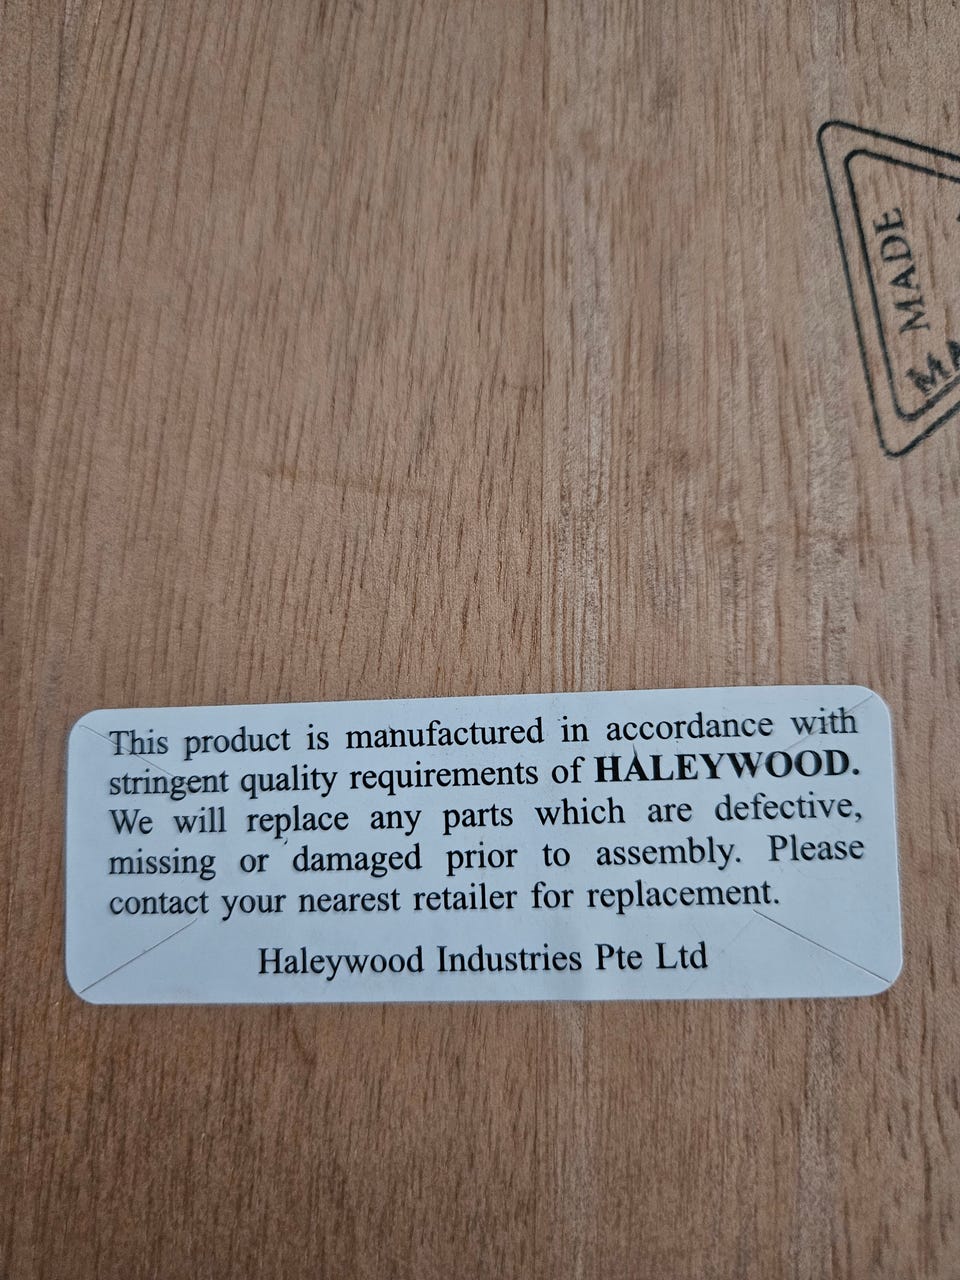 MADE
MA
This product is manufactured in accordance with
stringent quality requirements of HALEYWOOD.
We will replace any parts which are defective,
missing or damaged prior to assembly. Please
contact your nearest retailer for replacement.
Haleywood Industries Pte Ltd